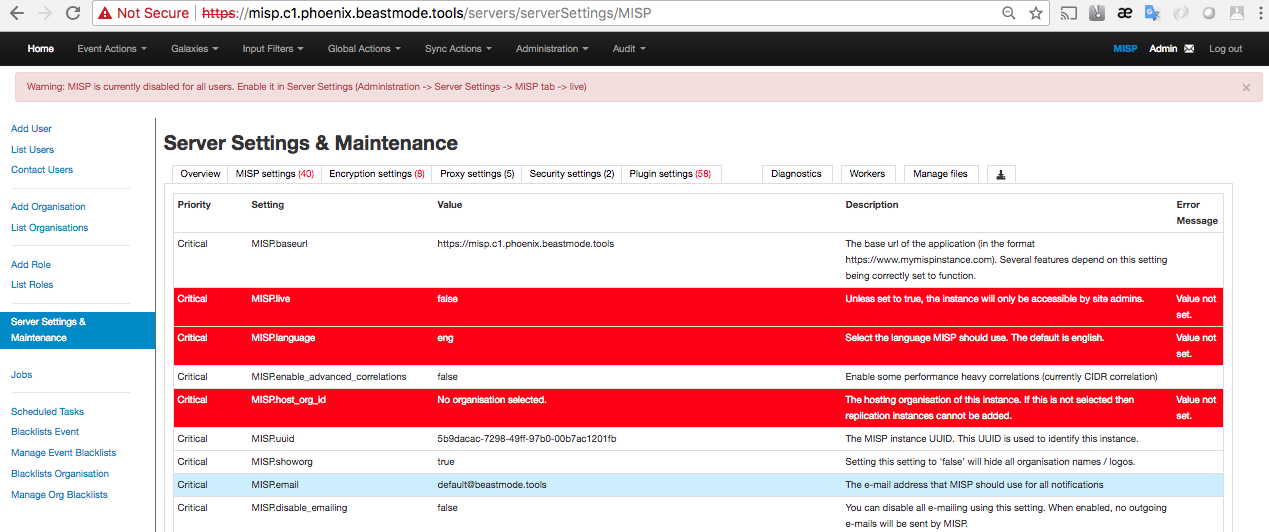 Not Secure https://misp.c1.phoenix.beastmode.tools/servers/serverSettings/MISP
Home Event Actions Galaxies Input Filters Global Actions Sync Actions Administration Audit MISP Admin Log out
Warning: MISP is currently disabled for all users. Enable it in Server Settings (Administration -> Server Settings -> MISP tab -> live) ×
Add User
List Users
Contact Users
Add Organisation
List Organisations
Add Role
List Roles
Server Settings &
Maintenance
Jobs
Scheduled Tasks
Blacklists Event
Manage Event Blacklists
Blacklists Organisation
Manage Org Blacklists
Server Settings & Maintenance
Overview MISP settings (40) Encryption settings (8) Proxy settings (5) Security settings (2) Plugin settings (58) Diagnostics Workers Manage files
Priority Setting Value Description Error
Message
Critical MISP.baseurl https://misp.c1.phoenix.beastmode.tools The base url of the application (in the format
https://www.mymispinstance.com). Several features depend on this setting
being correctly set to function.
Critical MISP.live false Unless set to true, the instance will only be accessible by site admins. Value not
set.
Critical MISP.language eng Select the language MISP should use. The default is english. Value not
set.
Critical MISP.enable_advanced_correlations false Enable some performance heavy correlations (currently CIDR correlation)
Critical MISP.host_org_id No organisation selected. The hosting organisation of this instance. If this is not selected then Value not
replication instances cannot be added. set.
Critical MISP.uuid 5b9dacac-7298-49ff-97b0-00b7ac1201fb The MISP instance UUID. This UUID is used to identify this instance.
Critical MISP.showorg true Setting this setting to 'false' will hide all organisation names / logos.
Critical MISP.email default@beastmode.tools The e-mail address that MISP should use for all notifications
Critical MISP.disable_emailing false You can disable all e-mailing using this setting. When enabled, no outgoing
e-mails will be sent by MISP.